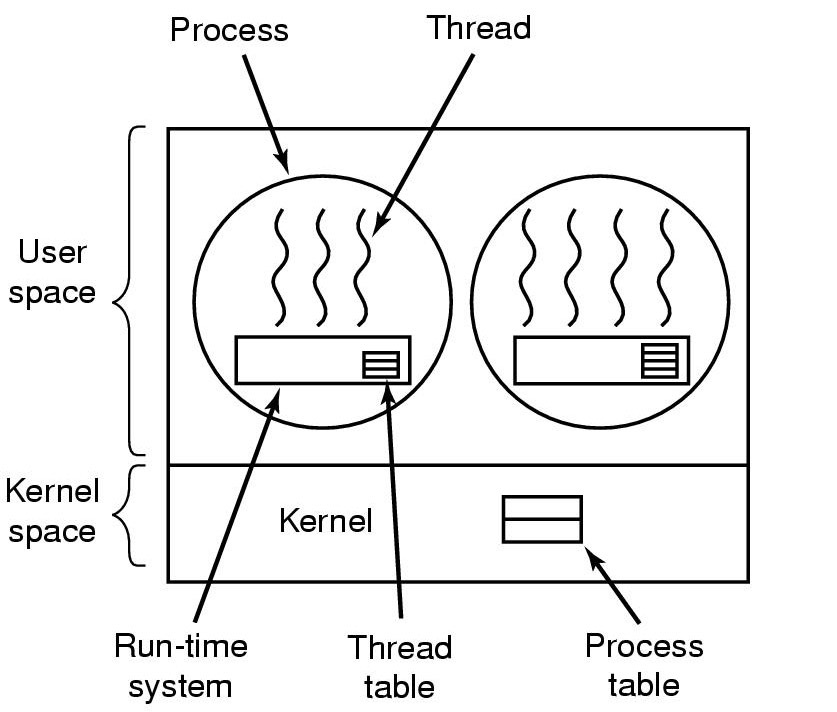 Process
Thread
User
space
Kernel
space
Kernel
Run-time
system
Thread
table
Process
table